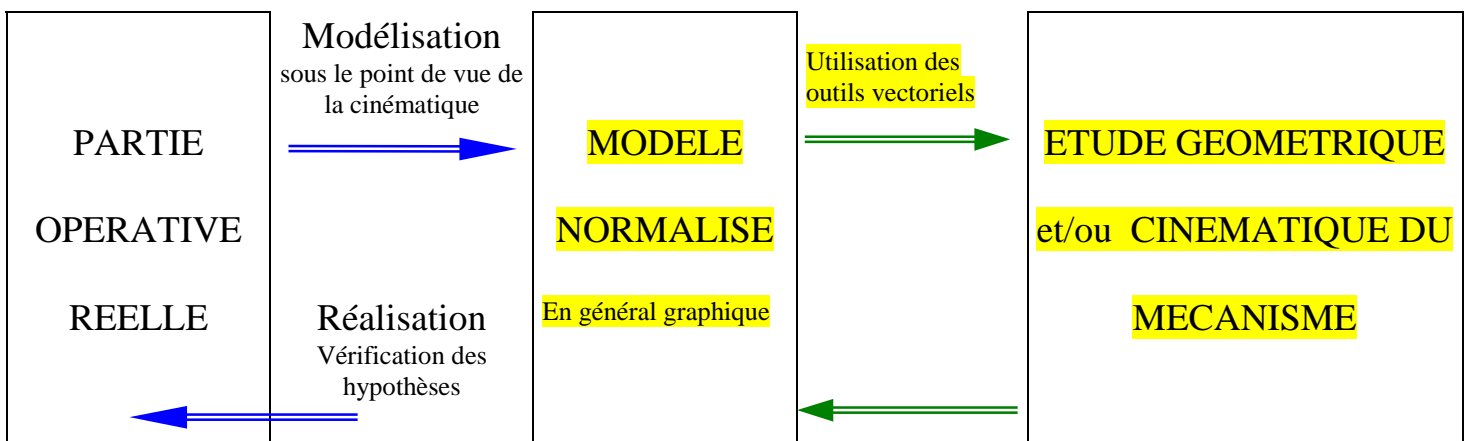 PARTIE
OPERATIVE
REELLE
Modélisation
sous le point de vue de
la cinématique
Réalisation
Vérification des
hypothèses
MODELE
NORMALISE
En général graphique
Utilisation des
outils vectoriels
ETUDE GEOMETRIQUE
et/ou CINEMATIQUE DU
MECANISME